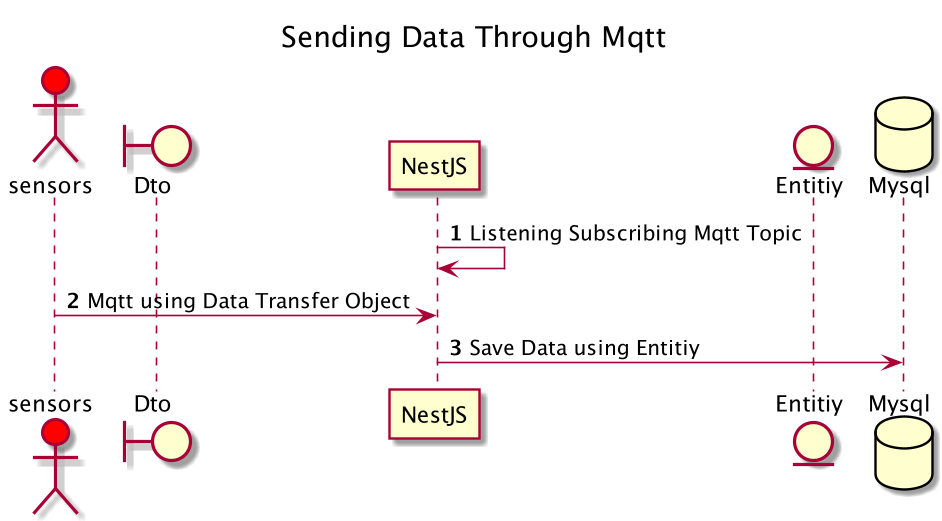 Sending Data Through Mqtt
sensors
Dto
NestJS
Entitiy
Mysql
1 Listening Subscribing Mqtt Topic
2 Mqtt using Data Transfer Object
3 Save Data using Entitiy
sensors
Dto
NestJS
Entitiy
Mysql